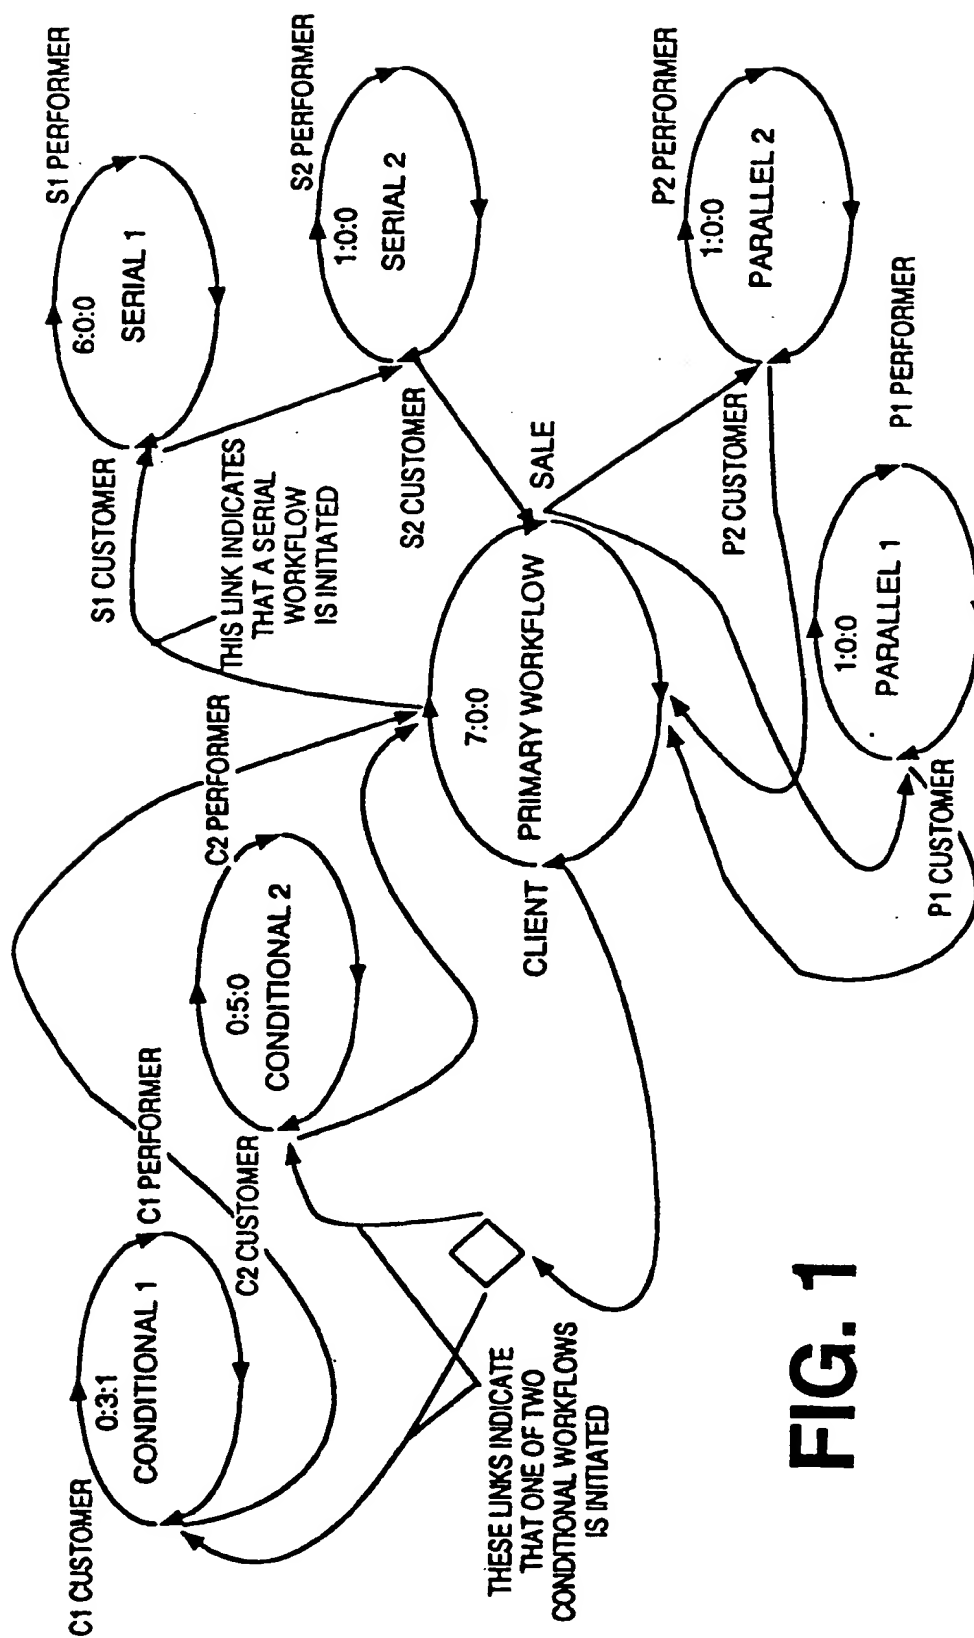 C1 CUSTOMER
0:3:1
CONDITIONAL 1
C1 PERFORMER
C2 CUSTOMER
0:5:0
CONDITIONAL 2
C2 PERFORMER
THESE LINKS INDICATE
THAT ONE OF TWO
CONDITIONAL WORKFLOWS
IS INITIATED
S1 CUSTOMER
6:0:0
SERIAL 1
S1 PERFORMER
THIS LINK INDICATES
THAT A SERIAL
WORKFLOW
IS INITIATED
S2 CUSTOMER
1:0:0
SERIAL 2
S2 PERFORMER
CLIENT
7:0:0
PRIMARY WORKFLOW
SALE
P2 CUSTOMER
1:0:0
PARALLEL 2
P2 PERFORMER
P1 CUSTOMER
1:0:0
PARALLEL 1
P1 PERFORMER
FIG. 1